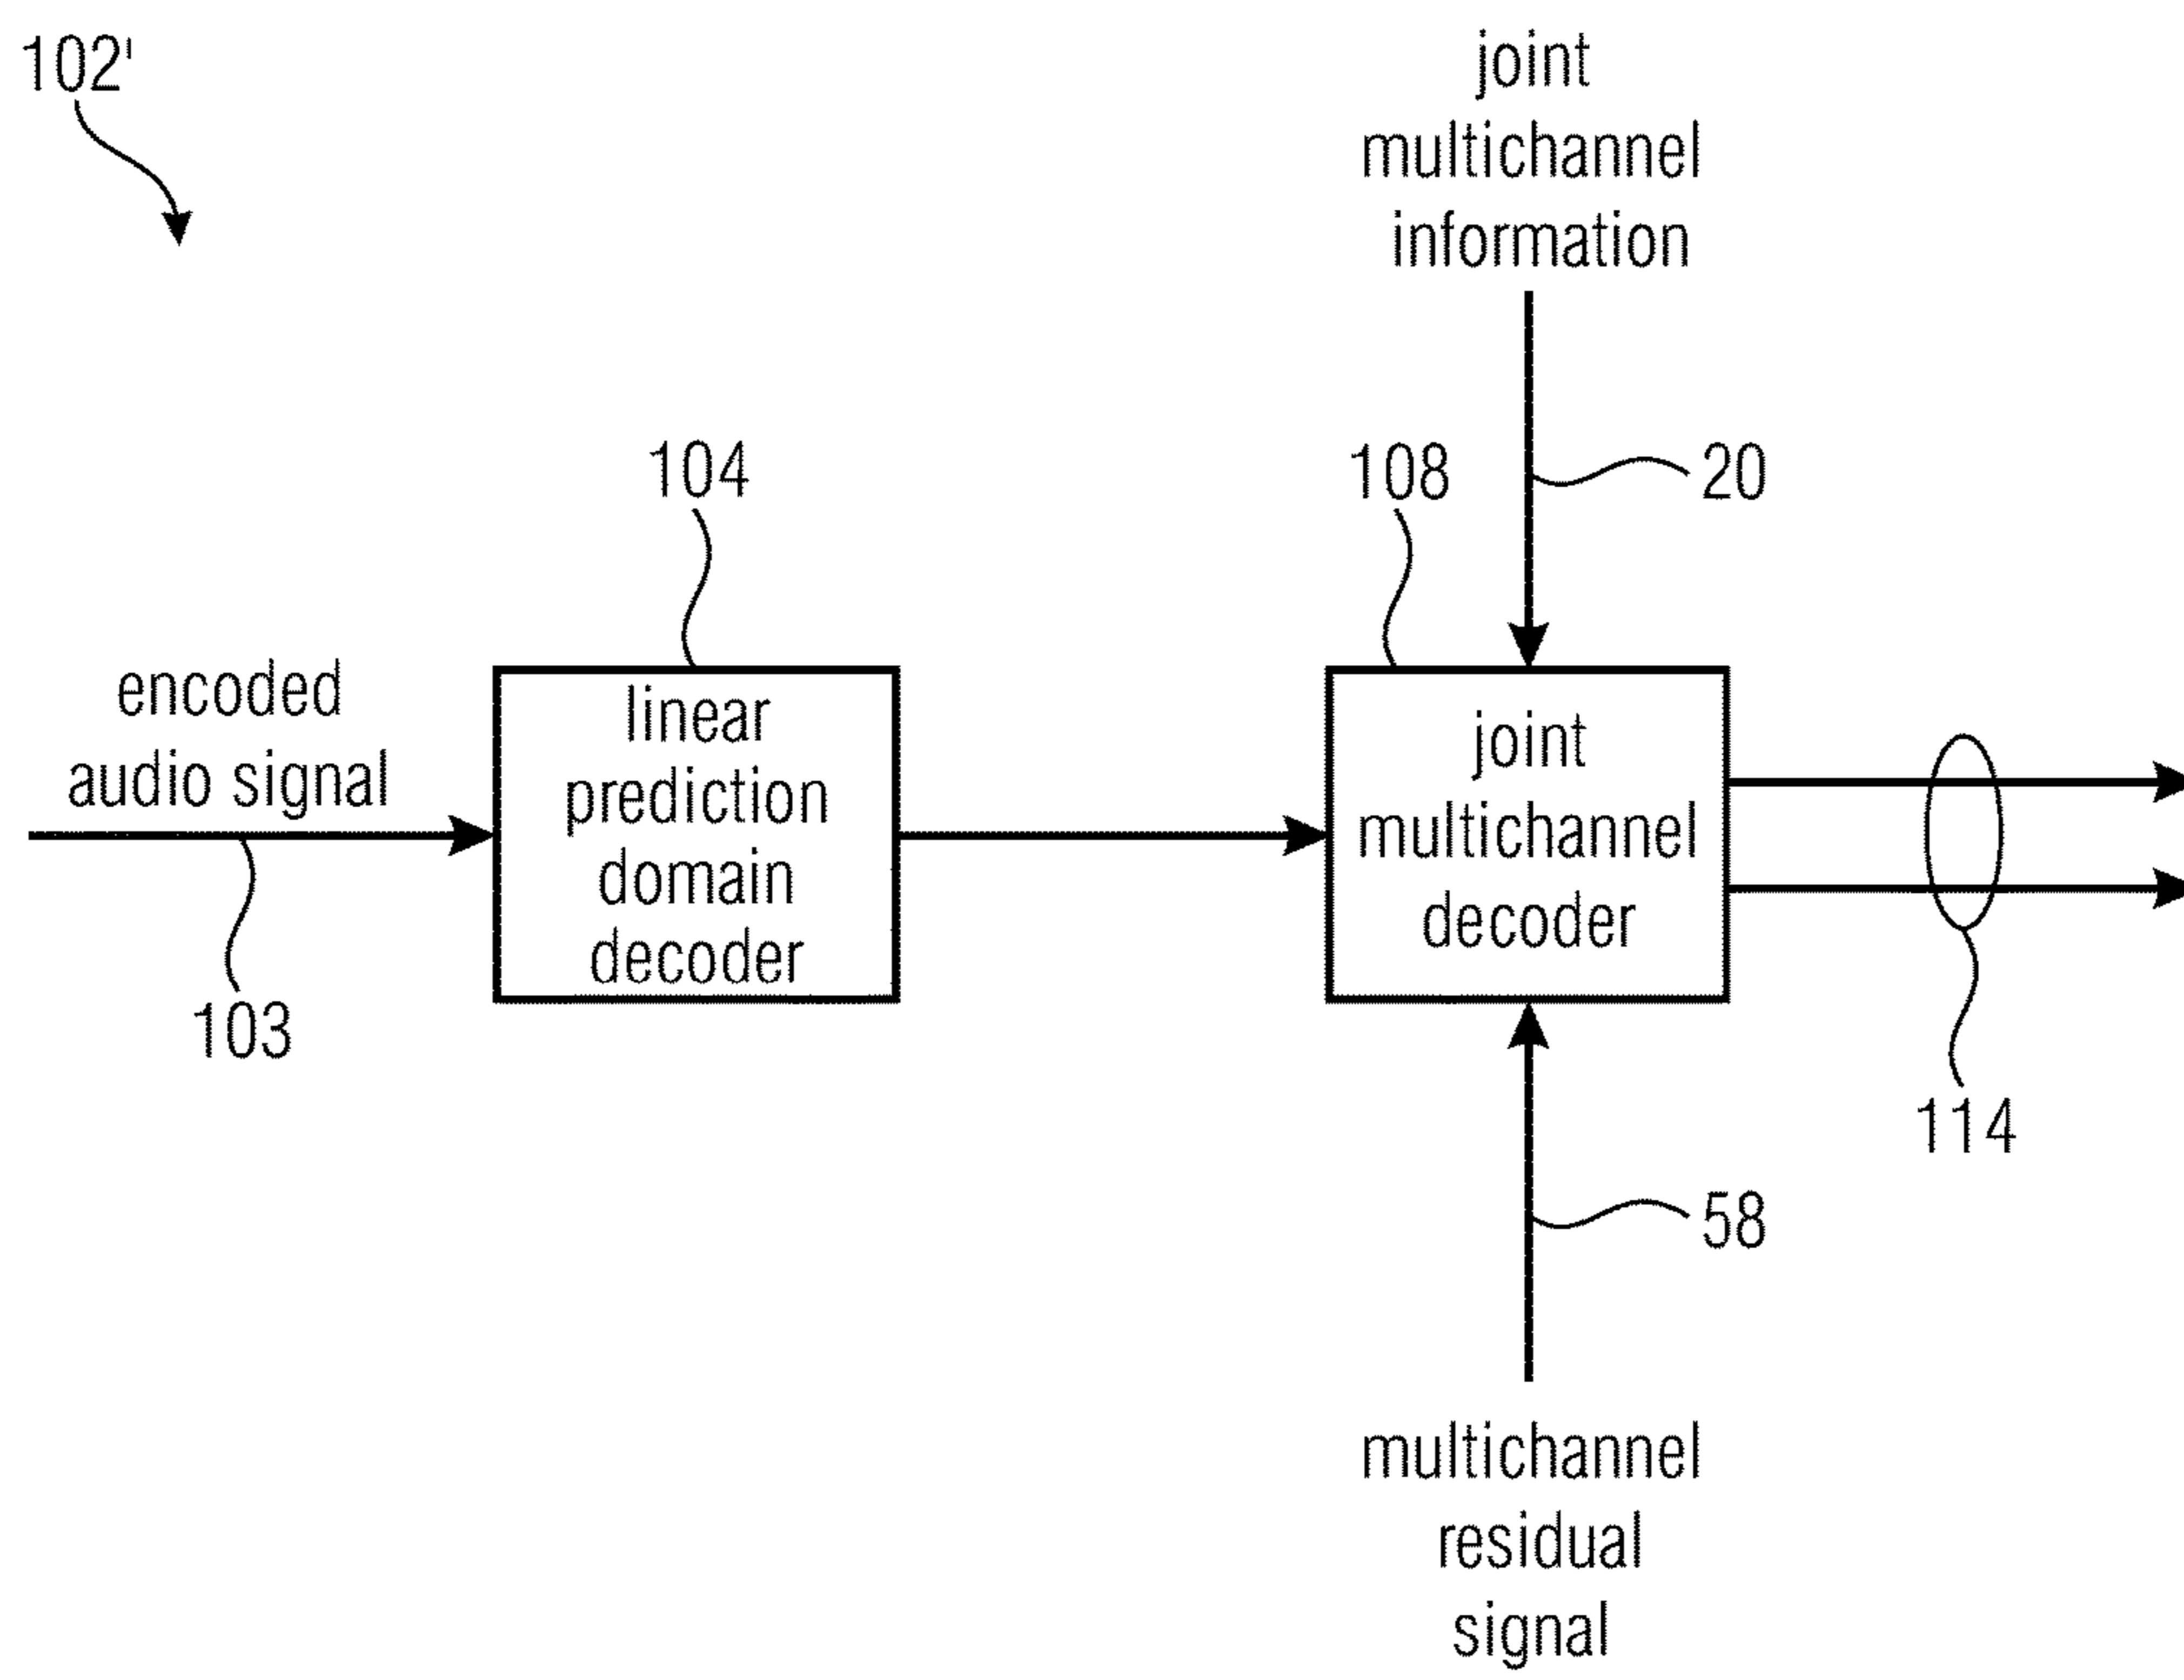 102'
joint
multichannel
information
104
108
20
encoded
audio signal
linear
prediction
domain
decoder
joint
multichannel
decoder
103
114
58
multichannel
residual
signal